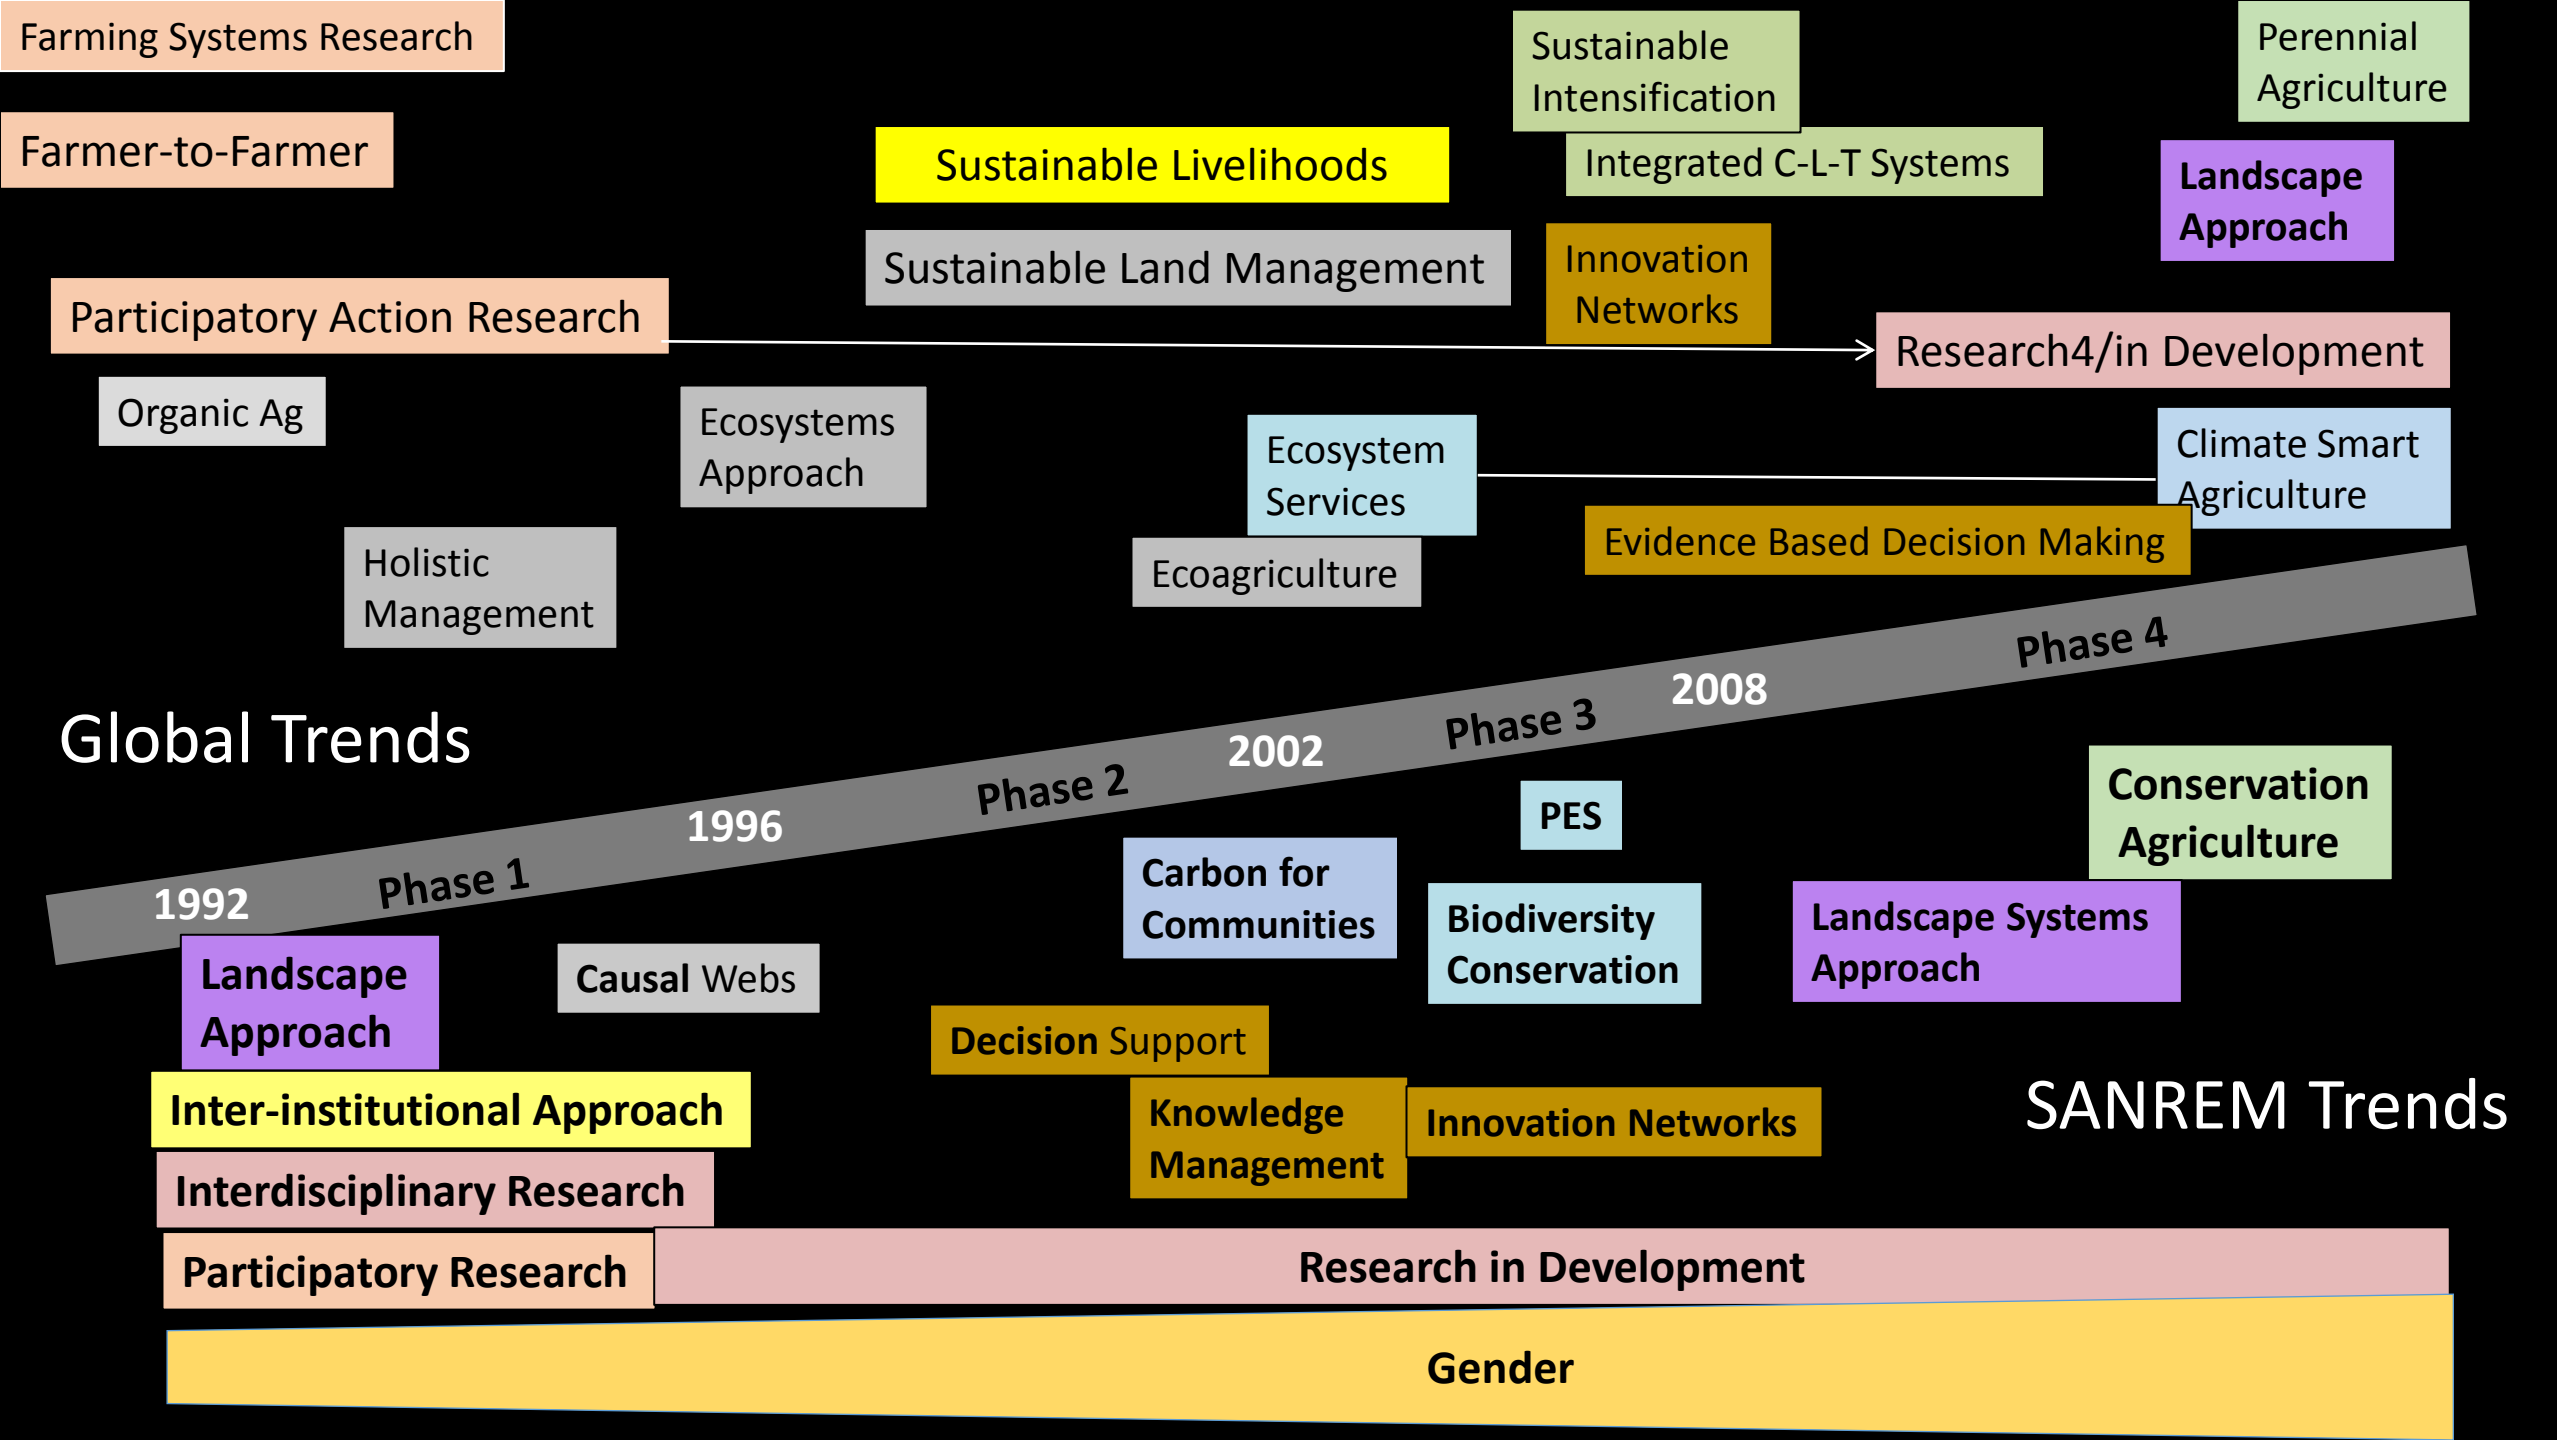 Farming Systems Research
Farmer-to-Farmer
Sustainable
Intensification
Perennial
Agriculture
Sustainable Livelihoods
Integrated C-L-T Systems
Landscape
Approach
Sustainable Land Management
Innovation
Networks
Participatory Action Research
Research4/in Development
Organic Ag
Ecosystems
Approach
Ecosystem
Services
Climate Smart
Agriculture
Holistic
Management
Ecoagriculture
Evidence Based Decision Making
Global Trends
1992
Phase 1
1996
Phase 2
2002
Phase 3
2008
Phase 4
PES
Conservation
Agriculture
Carbon for
Communities
Biodiversity
Conservation
Landscape Systems
Approach
Landscape
Approach
Causal Webs
Decision Support
Inter-institutional Approach
Knowledge
Management
Innovation Networks
SANREM Trends
Interdisciplinary Research
Participatory Research
Research in Development
Gender